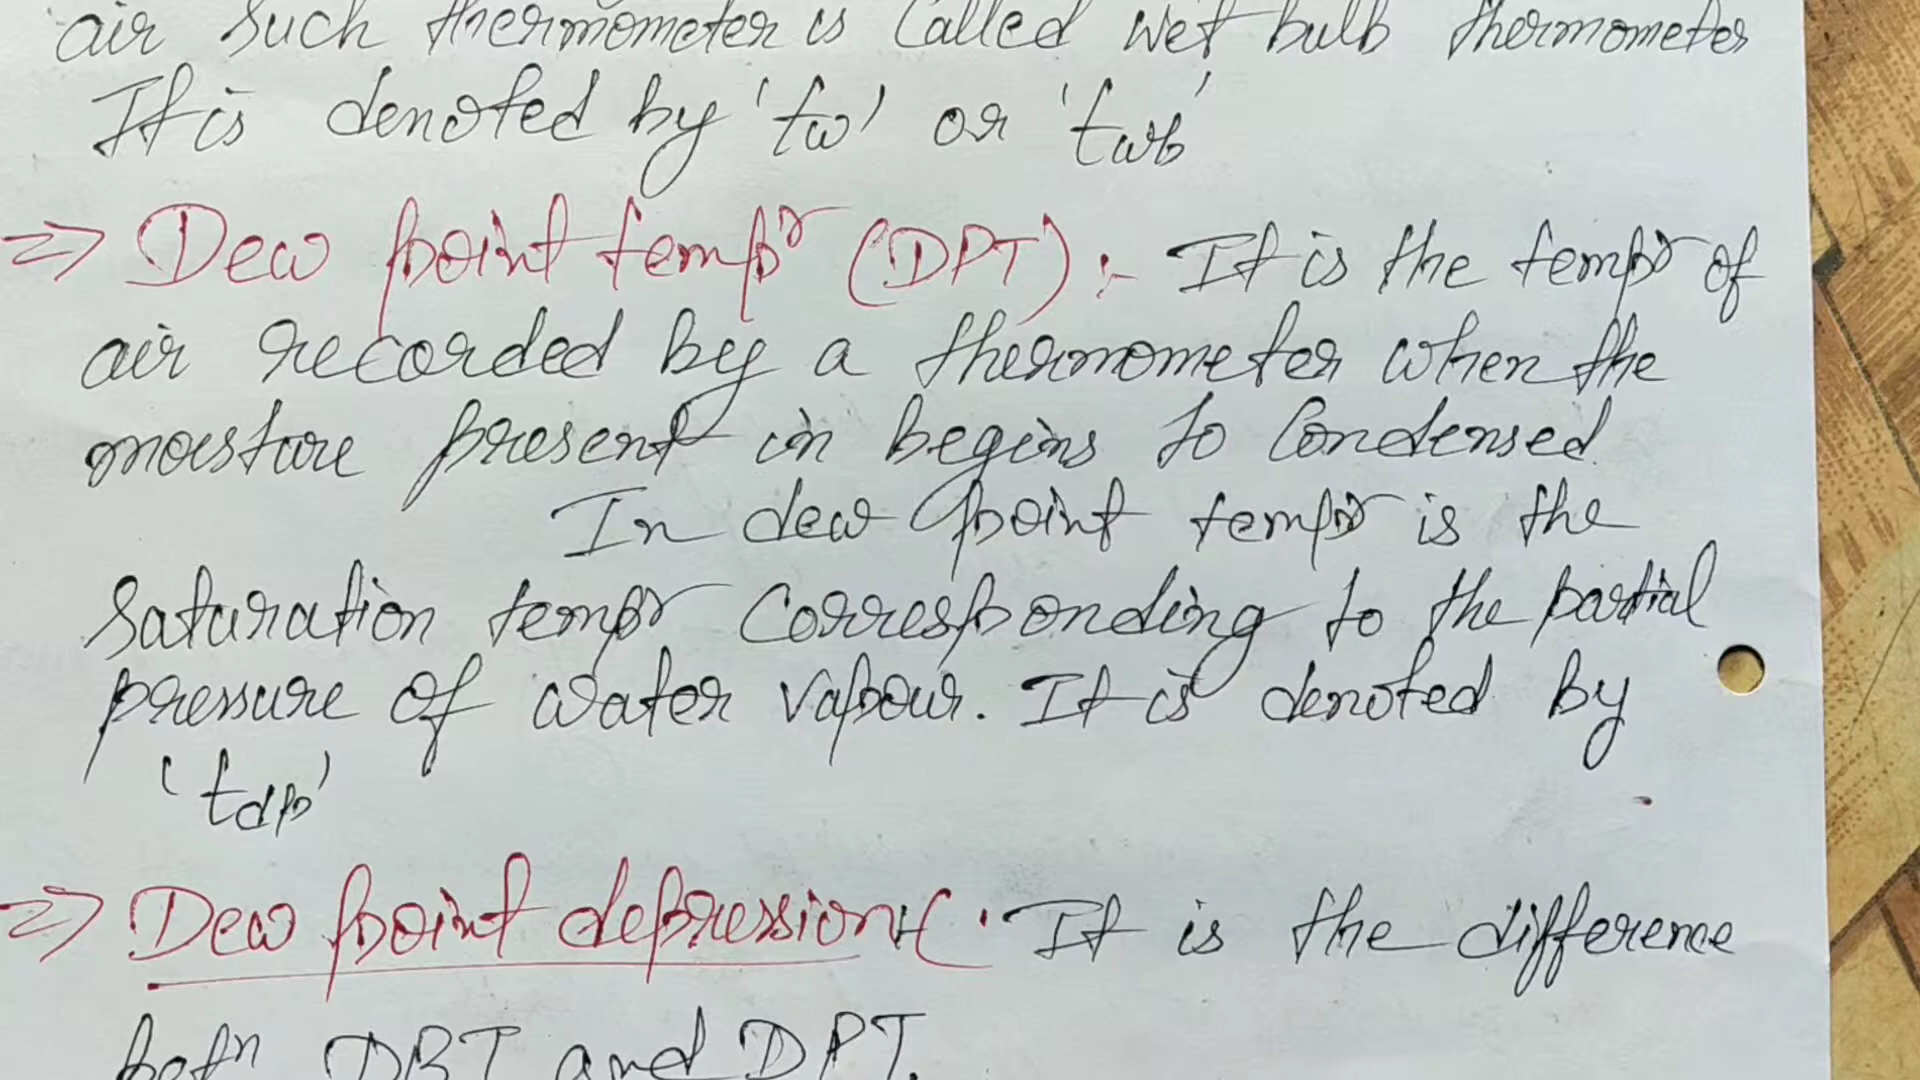 air such thermometer is called wet bulb thermometer
It is denoted by 'tw' or 'twb'
⇒ Dew point tempr (DPT) :- It is the tempr of
air recorded by a thermometer when the
moisture present in begins to condensed.
In dew point tempr is the
saturation tempr corresponding to the partial
pressure of water vapour. It is denoted by
'tdp'
⇒ Dew point depression :- It is the difference
betn DBT and DPT.